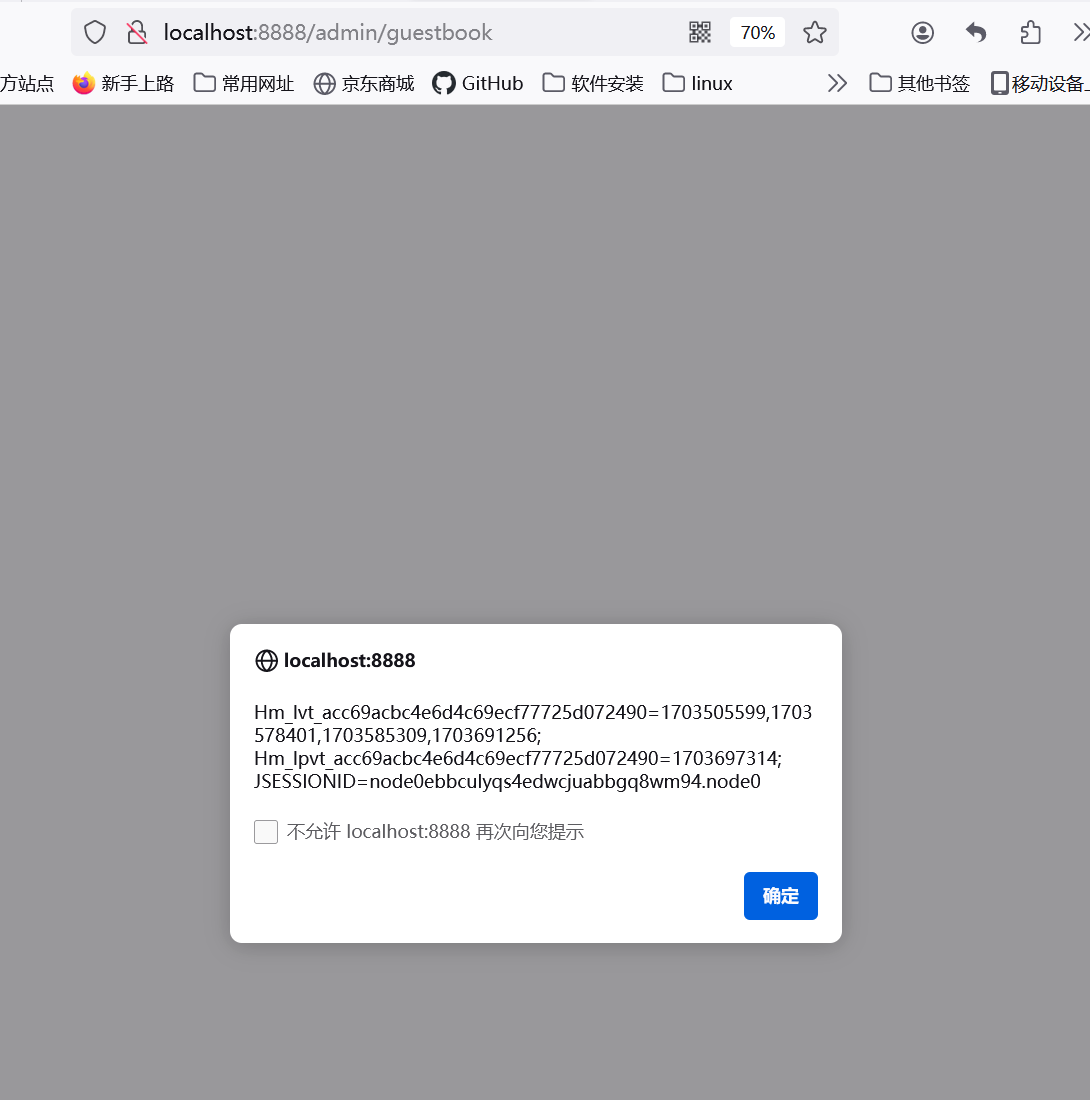 localhost:8888/admin/guestbook 70%
方站点 新手上路 常用网址 京东商城 GitHub 软件安装 linux 其他书签 移动设备上
localhost:8888
Hm_lvt_acc69acbc4e6d4c69ecf77725d072490=1703505599,1703
578401,1703585309,1703691256;
Hm_lpvt_acc69acbc4e6d4c69ecf77725d072490=1703697314;
JSESSIONID=node0ebbculyqs4edwcjuabbgq8wm94.node0
不允许 localhost:8888 再次向您提示
确定